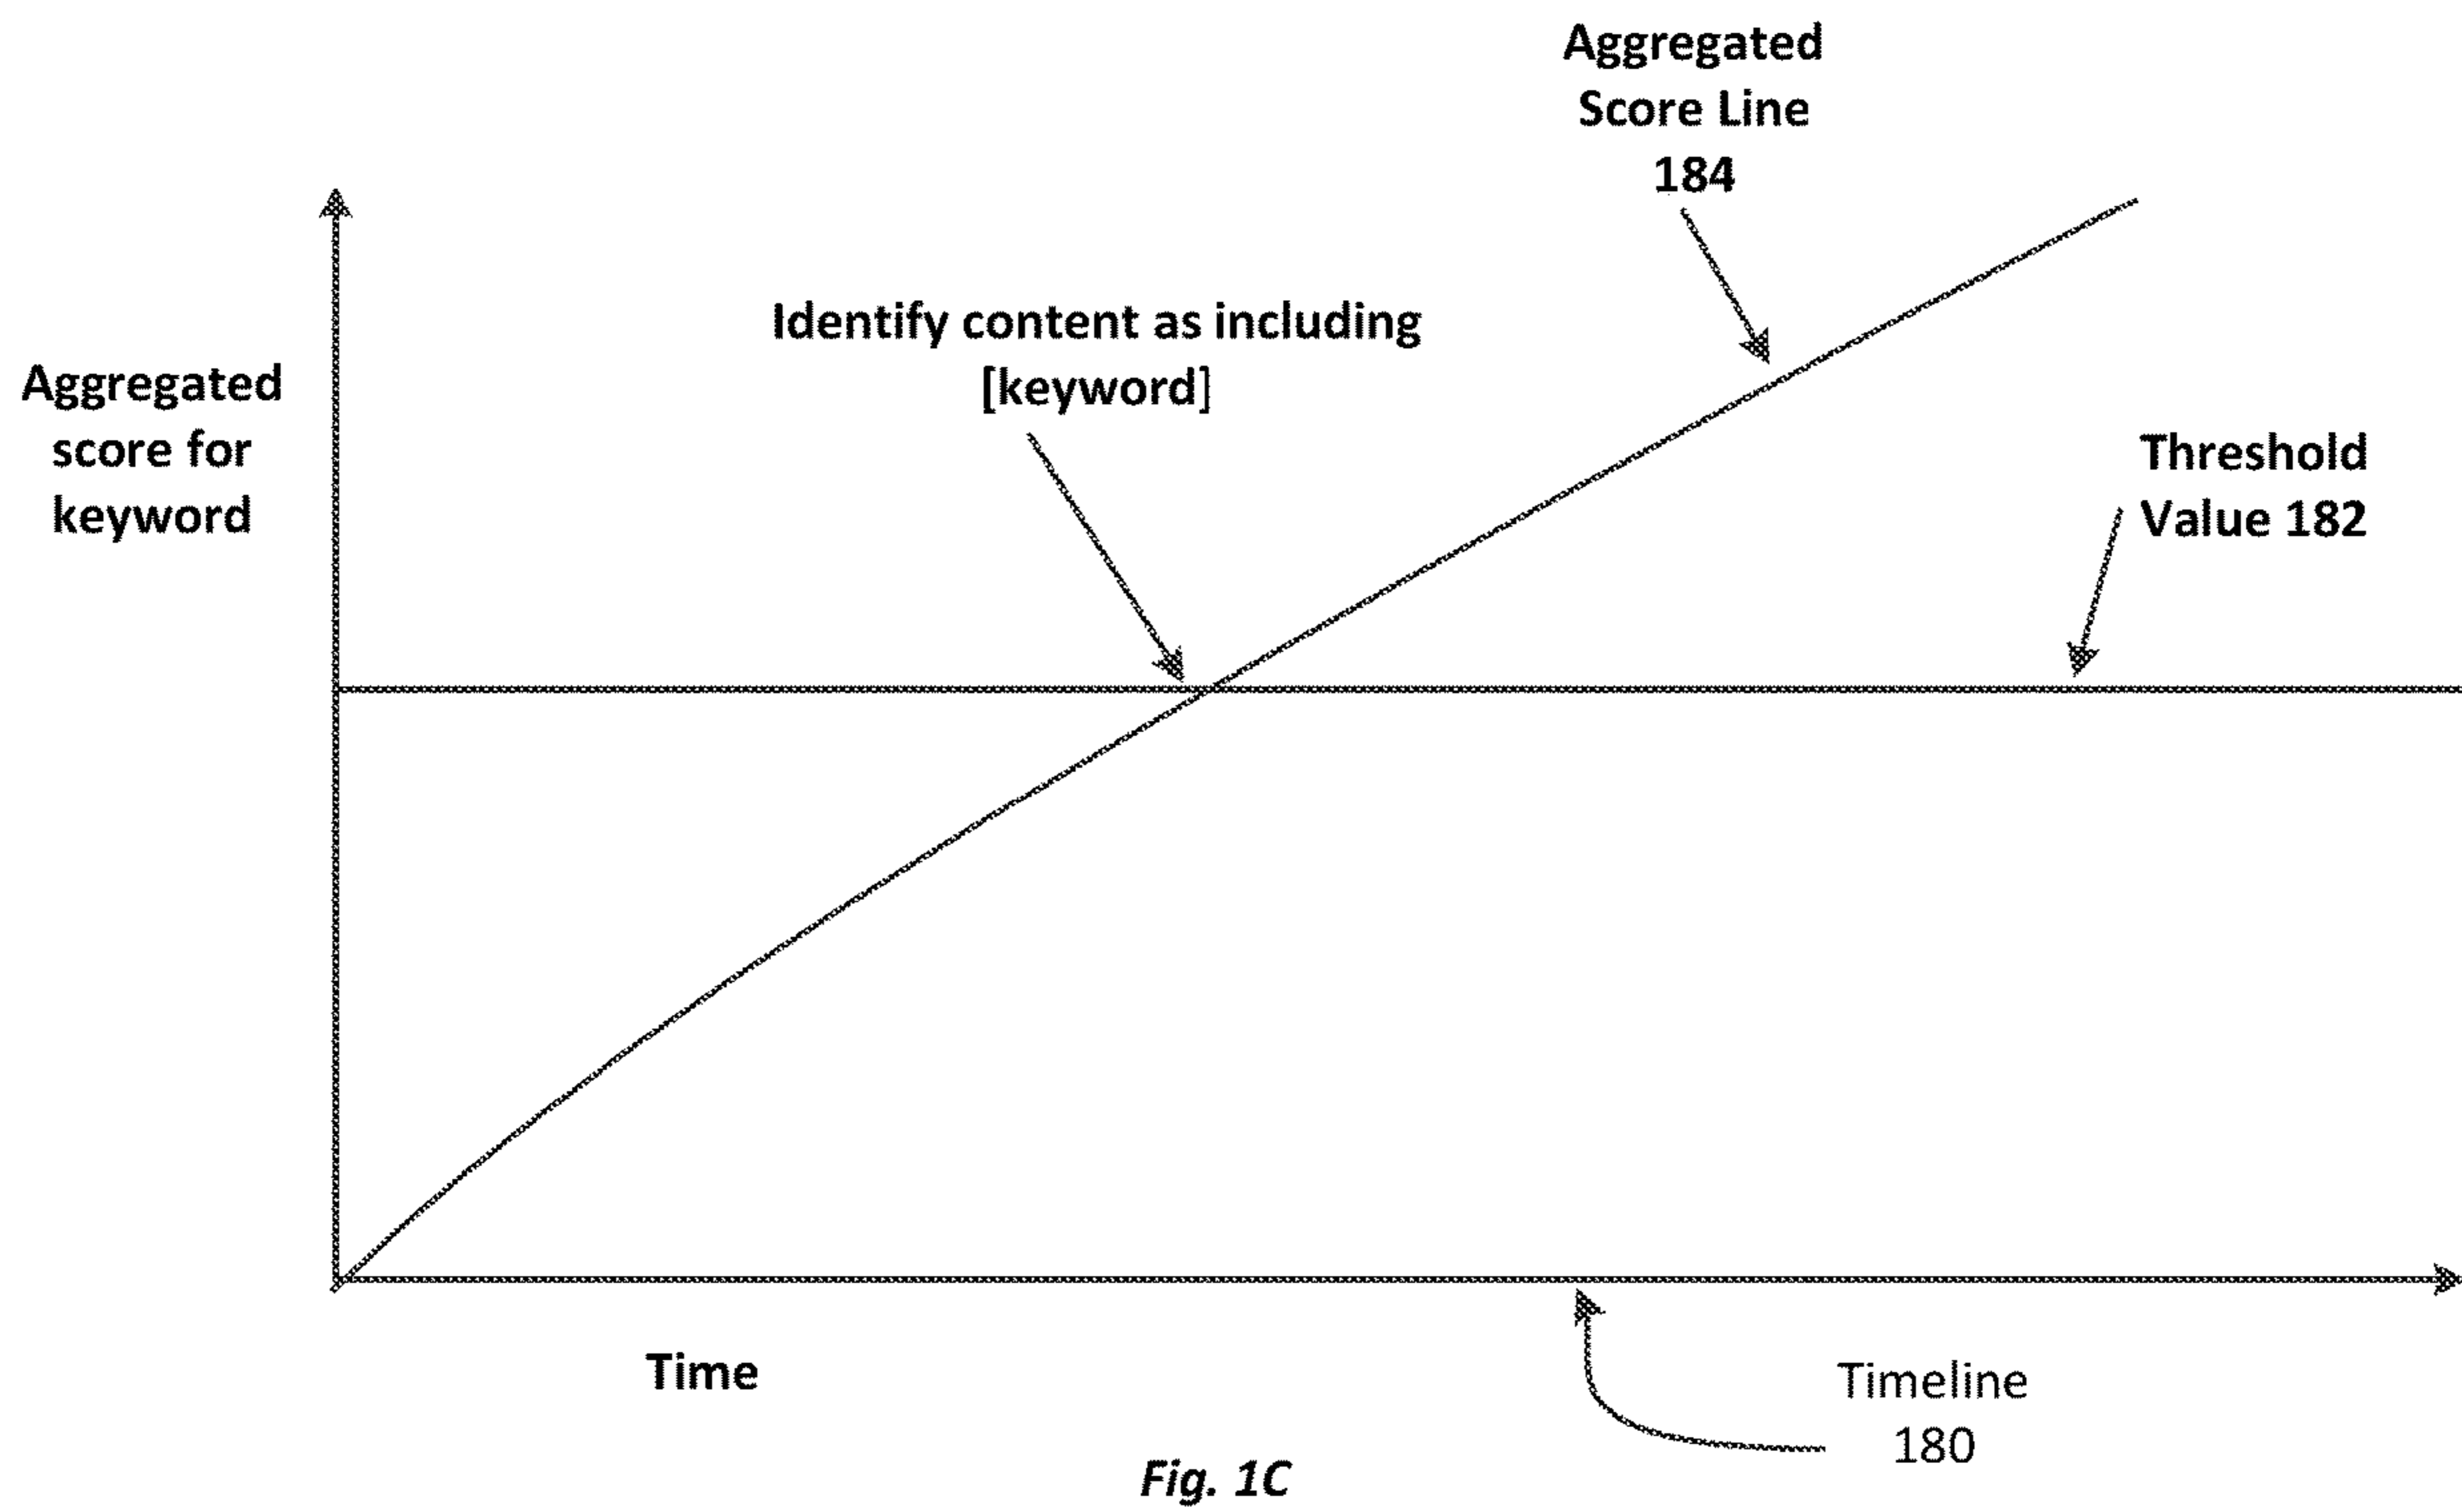 Aggregated
Score Line
184
Identify content as including
[keyword]
Aggregated
score for
keyword
Threshold
Value 182
Time
Timeline
180
Fig. 1C